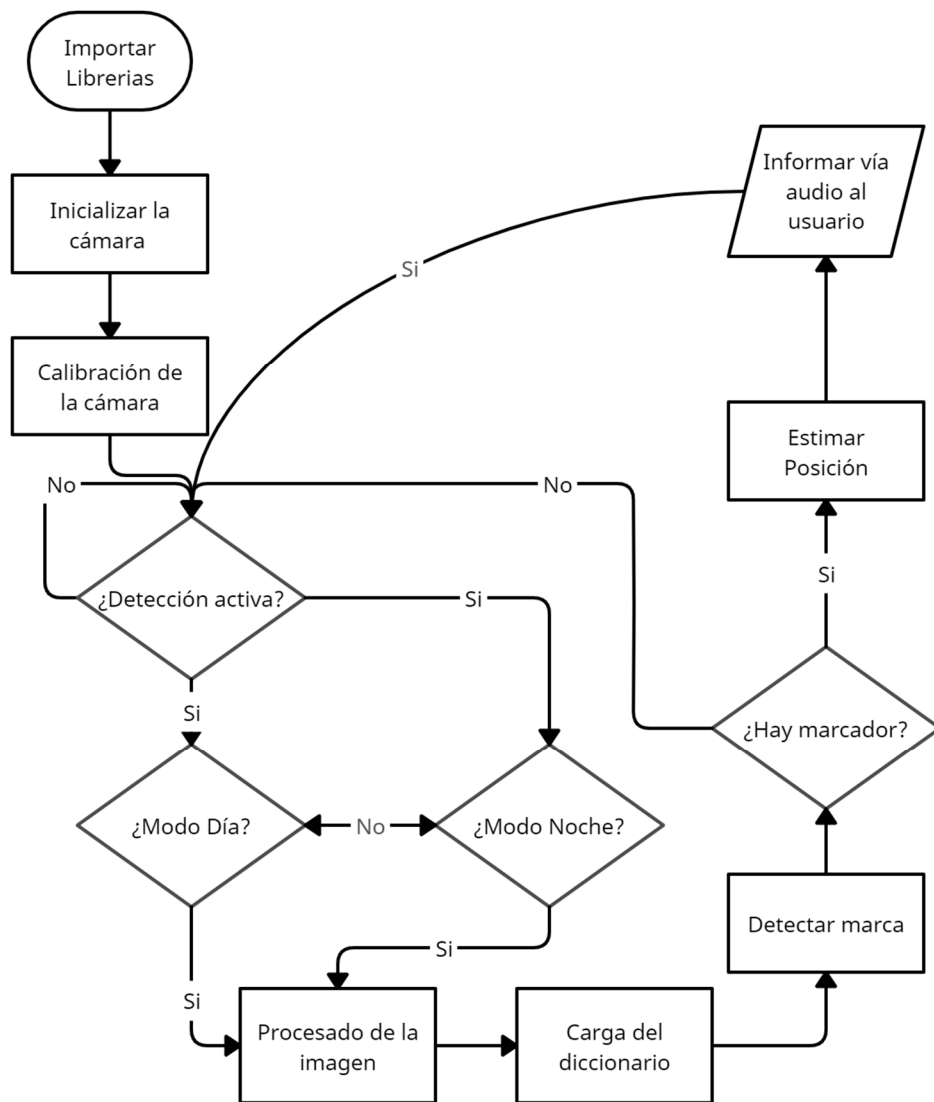 Importar
Librerias
Inicializar la
cámara
Calibración de
la cámara
Informar vía
audio al
usuario
Si
Estimar
Posición
No
No
Si
¿Detección activa?
Si
Si
¿Hay marcador?
¿Modo Día?
No
¿Modo Noche?
Detectar marca
Si
Si
Procesado de la
imagen
Carga del
diccionario